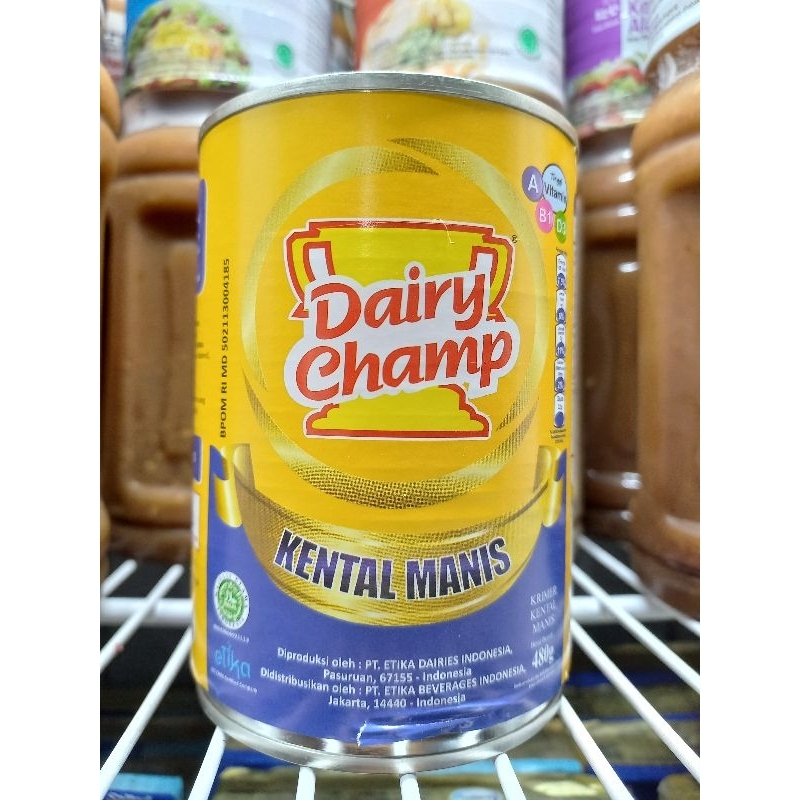 A
Vitamin
B1
D3
Dairy
Champ
®
BPOM RI MD 502113004185
KENTAL MANIS
KRIMER
KENTAL
MANIS
480g
etika
Diproduksi oleh : PT. ETIKA DAIRIES INDONESIA,
Pasuruan, 67155 - Indonesia
Didistribusikan oleh : PT. ETIKA BEVERAGES INDONESIA,
Jakarta, 14440 - Indonesia